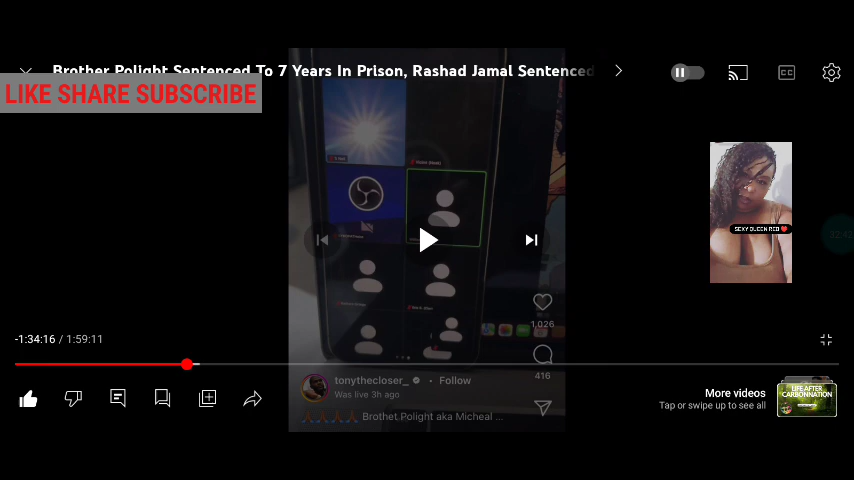 Brother Polight Sentenced To 7 Years In Prison, Rashad Jamal Sentenced
LIKE SHARE SUBSCRIBE
CC
SEXY QUEEN RED
-1:34:16 / 1:59:11
1,026
416
tonythecloser_ • Follow
Was live 3h ago
Brothet Polight aka Micheal ...
More videos
Tap or swipe up to see all
LIFE AFTER
CARBONNATION